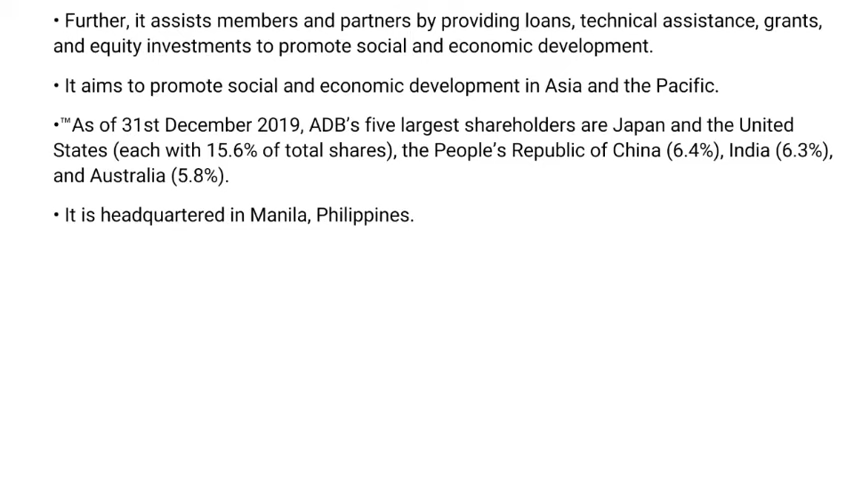 • Further, it assists members and partners by providing loans, technical assistance, grants,
and equity investments to promote social and economic development.
• It aims to promote social and economic development in Asia and the Pacific.
•™As of 31st December 2019, ADB's five largest shareholders are Japan and the United
States (each with 15.6% of total shares), the People's Republic of China (6.4%), India (6.3%),
and Australia (5.8%).
• It is headquartered in Manila, Philippines.